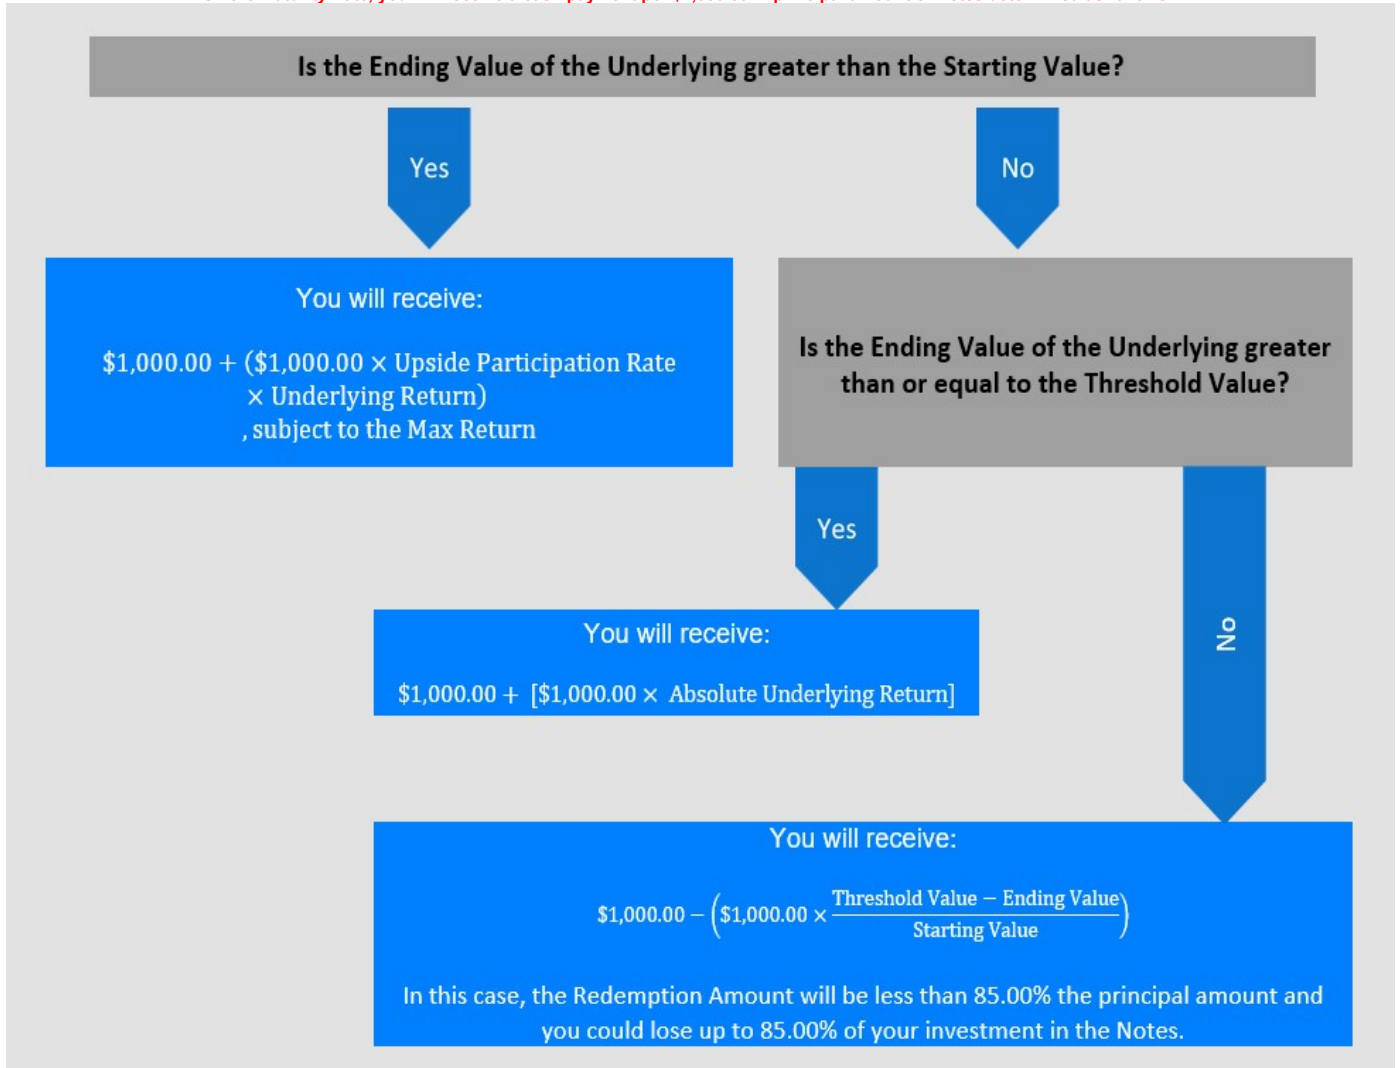 Is the Ending Value of the Underlying greater than the Starting Value?
Yes
No
You will receive:
$1,000.00 + ($1,000.00 × Upside Participation Rate
× Underlying Return)
, subject to the Max Return
Is the Ending Value of the Underlying greater
than or equal to the Threshold Value?
Yes
No
You will receive:
$1,000.00 + [$1,000.00 × Absolute Underlying Return]
You will receive:
$1,000.00 − ($1,000.00 × Threshold Value − Ending Value / Starting Value)
In this case, the Redemption Amount will be less than 85.00% the principal amount and
you could lose up to 85.00% of your investment in the Notes.